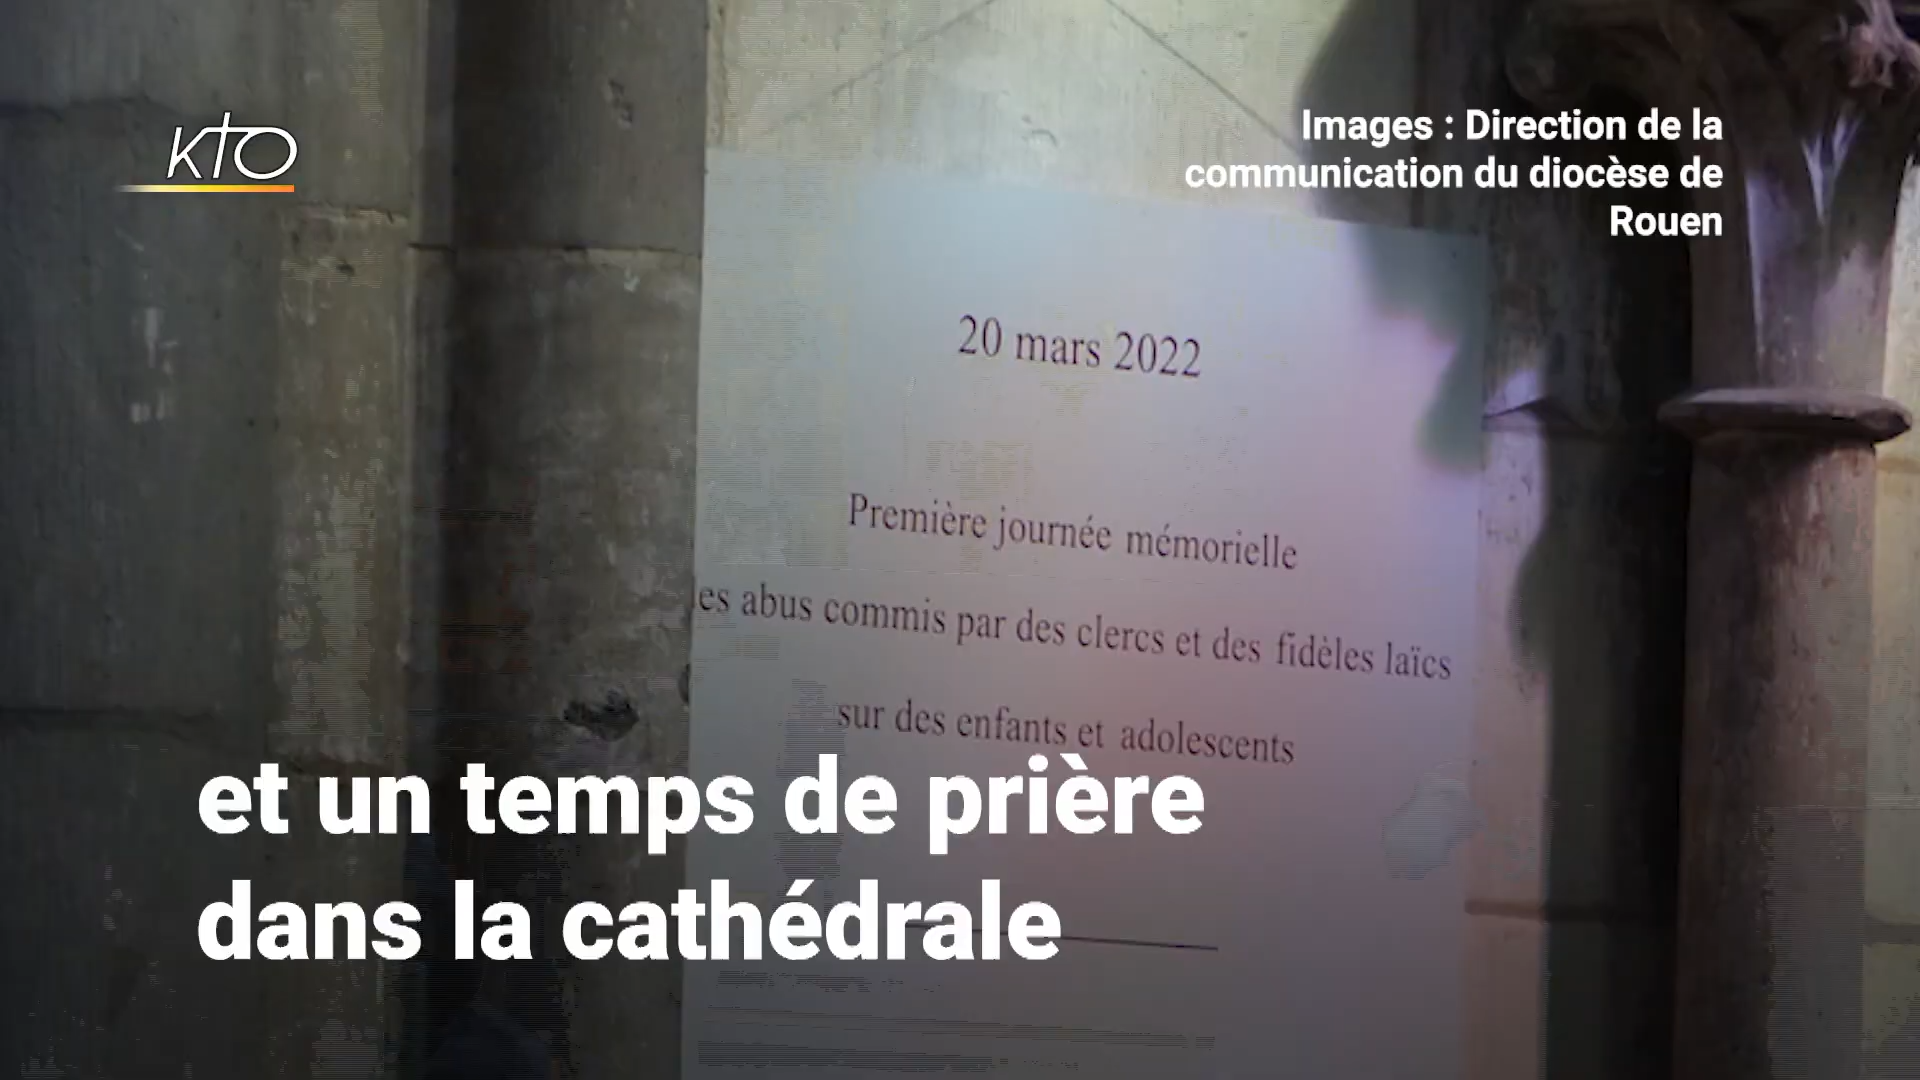 KTO
Images : Direction de la
communication du diocèse de
Rouen
20 mars 2022
Première journée mémorielle
es abus commis par des clercs et des fidèles laïcs
sur des enfants et adolescents
et un temps de prière
dans la cathédrale